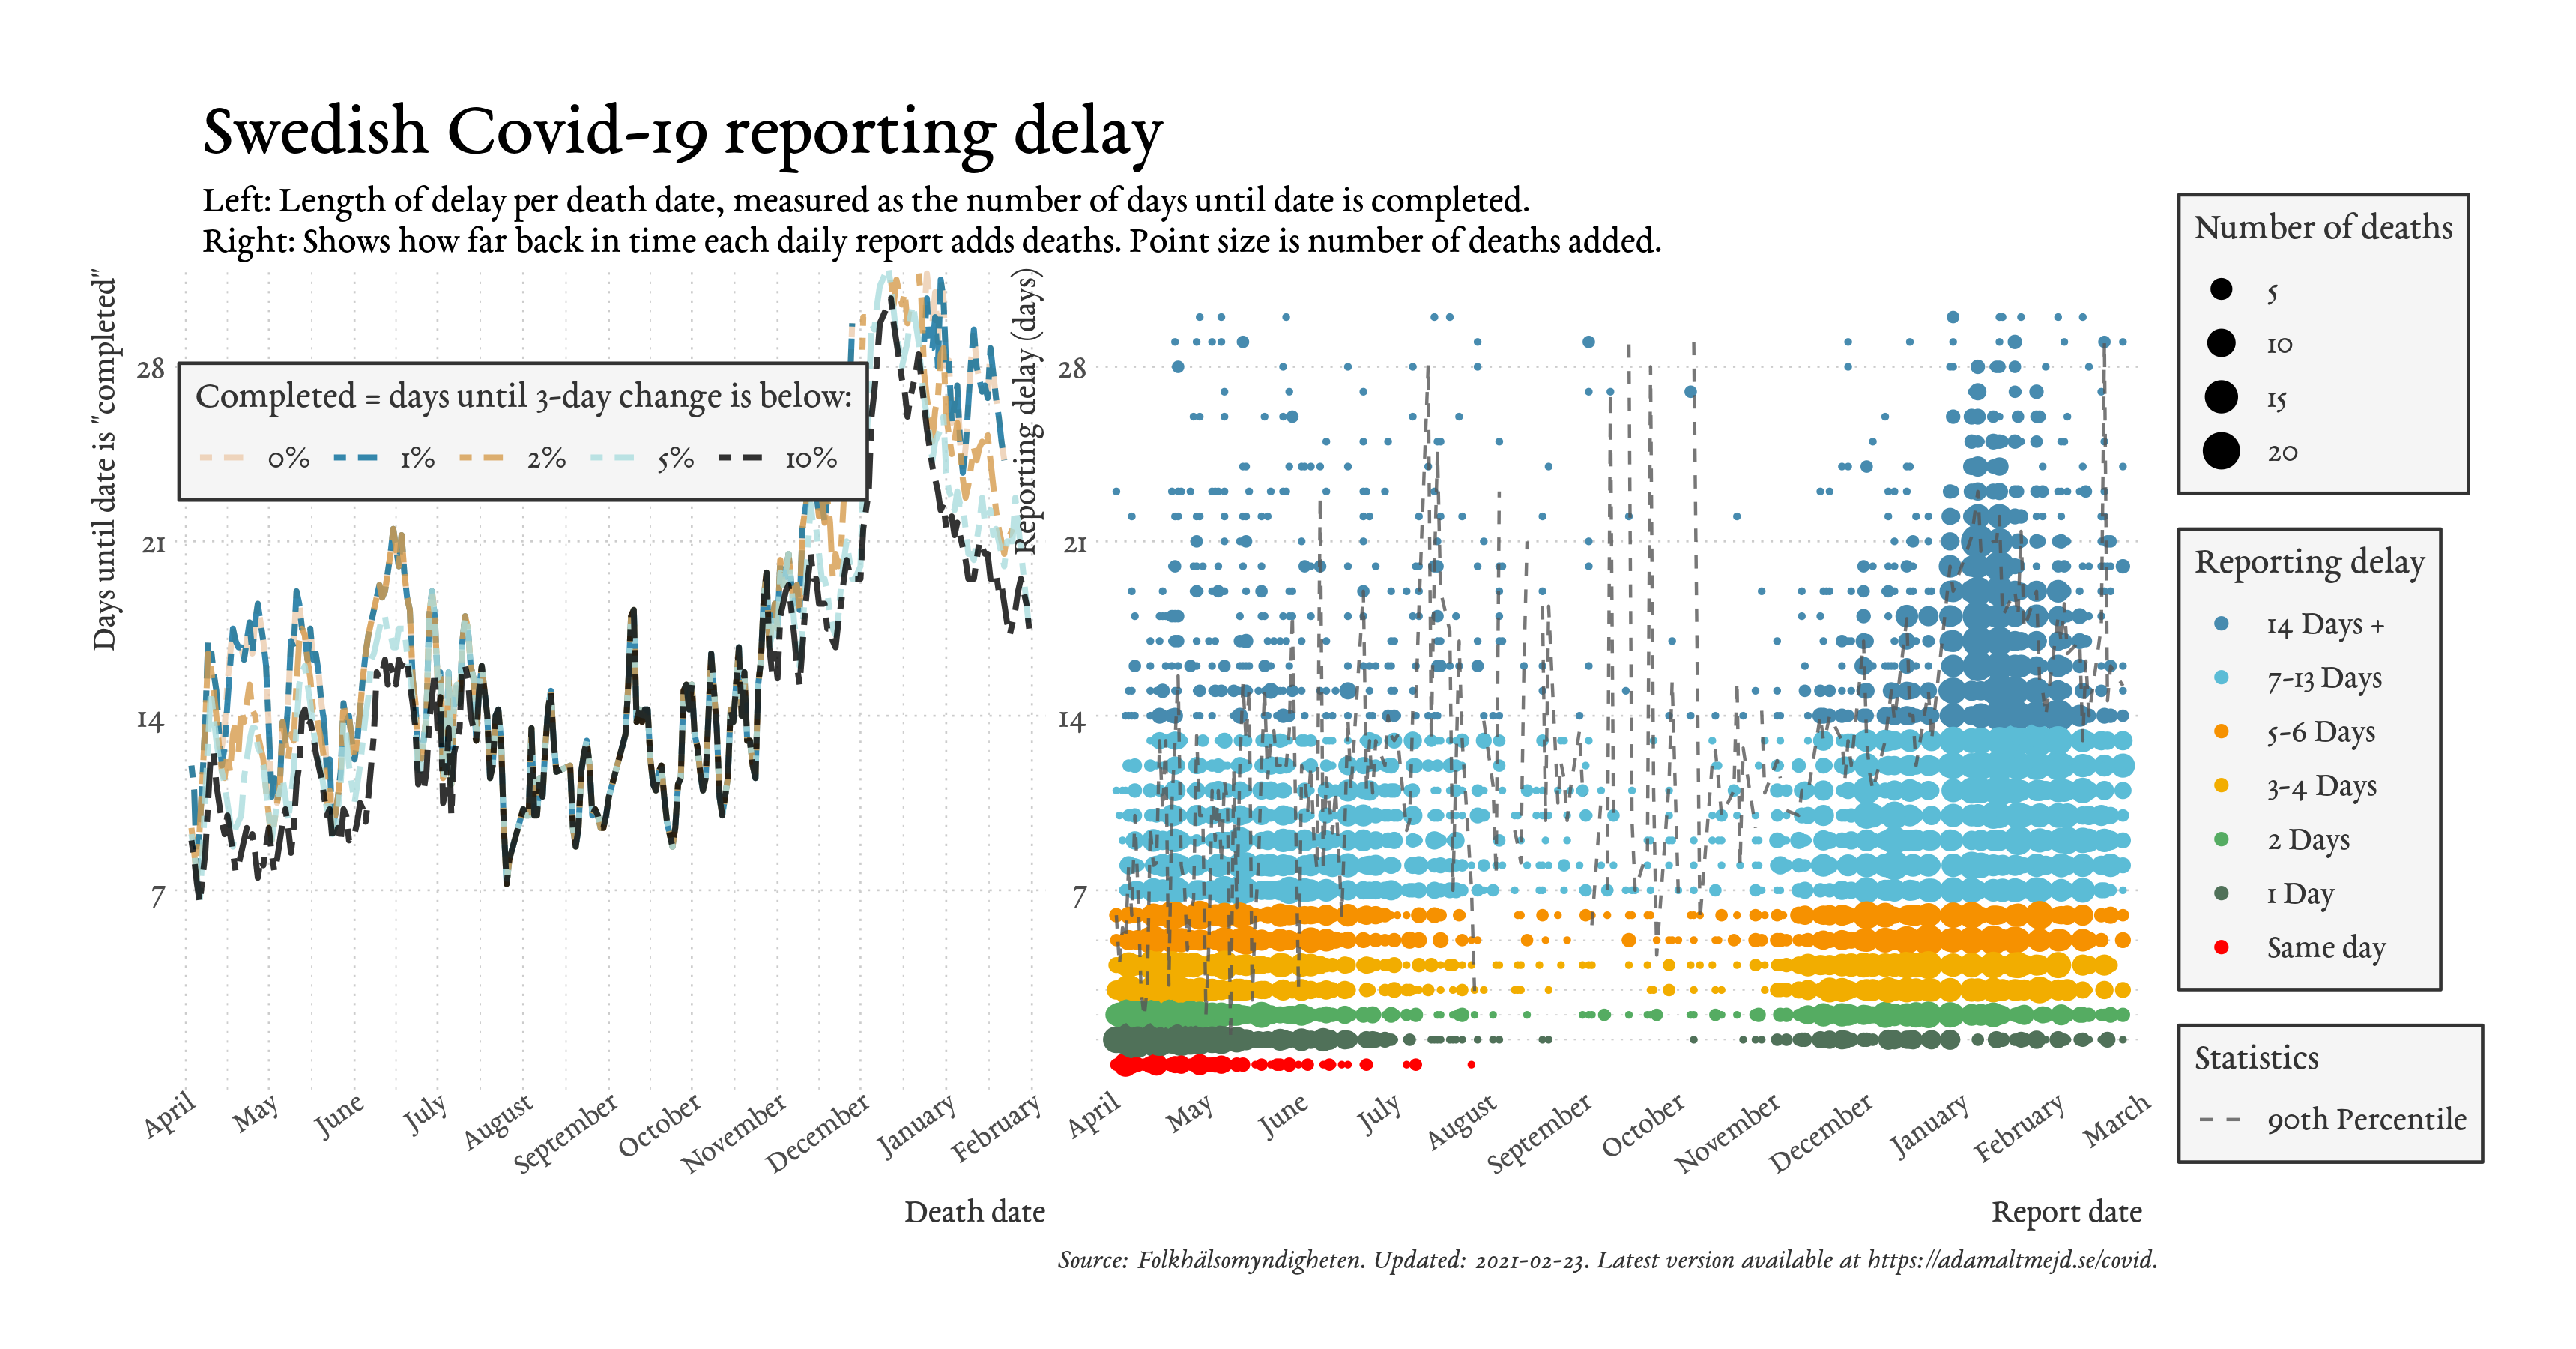 Swedish Covid-19 reporting delay
Left: Length of delay per death date, measured as the number of days until date is completed.
Right: Shows how far back in time each daily report adds deaths. Point size is number of deaths added.
Days until date is "completed"
28
21
14
7
Completed = days until 3-day change is below:
0% 1% 2% 5% 10%
April May June July August September October November December January February
Death date
Reporting delay (days)
28
21
14
7
April May June July August September October November December January February March
Report date
Number of deaths
5
10
15
20
Reporting delay
14 Days +
7-13 Days
5-6 Days
3-4 Days
2 Days
1 Day
Same day
Statistics
90th Percentile
Source: Folkhälsomyndigheten. Updated: 2021-02-23. Latest version available at https://adamaltmejd.se/covid.